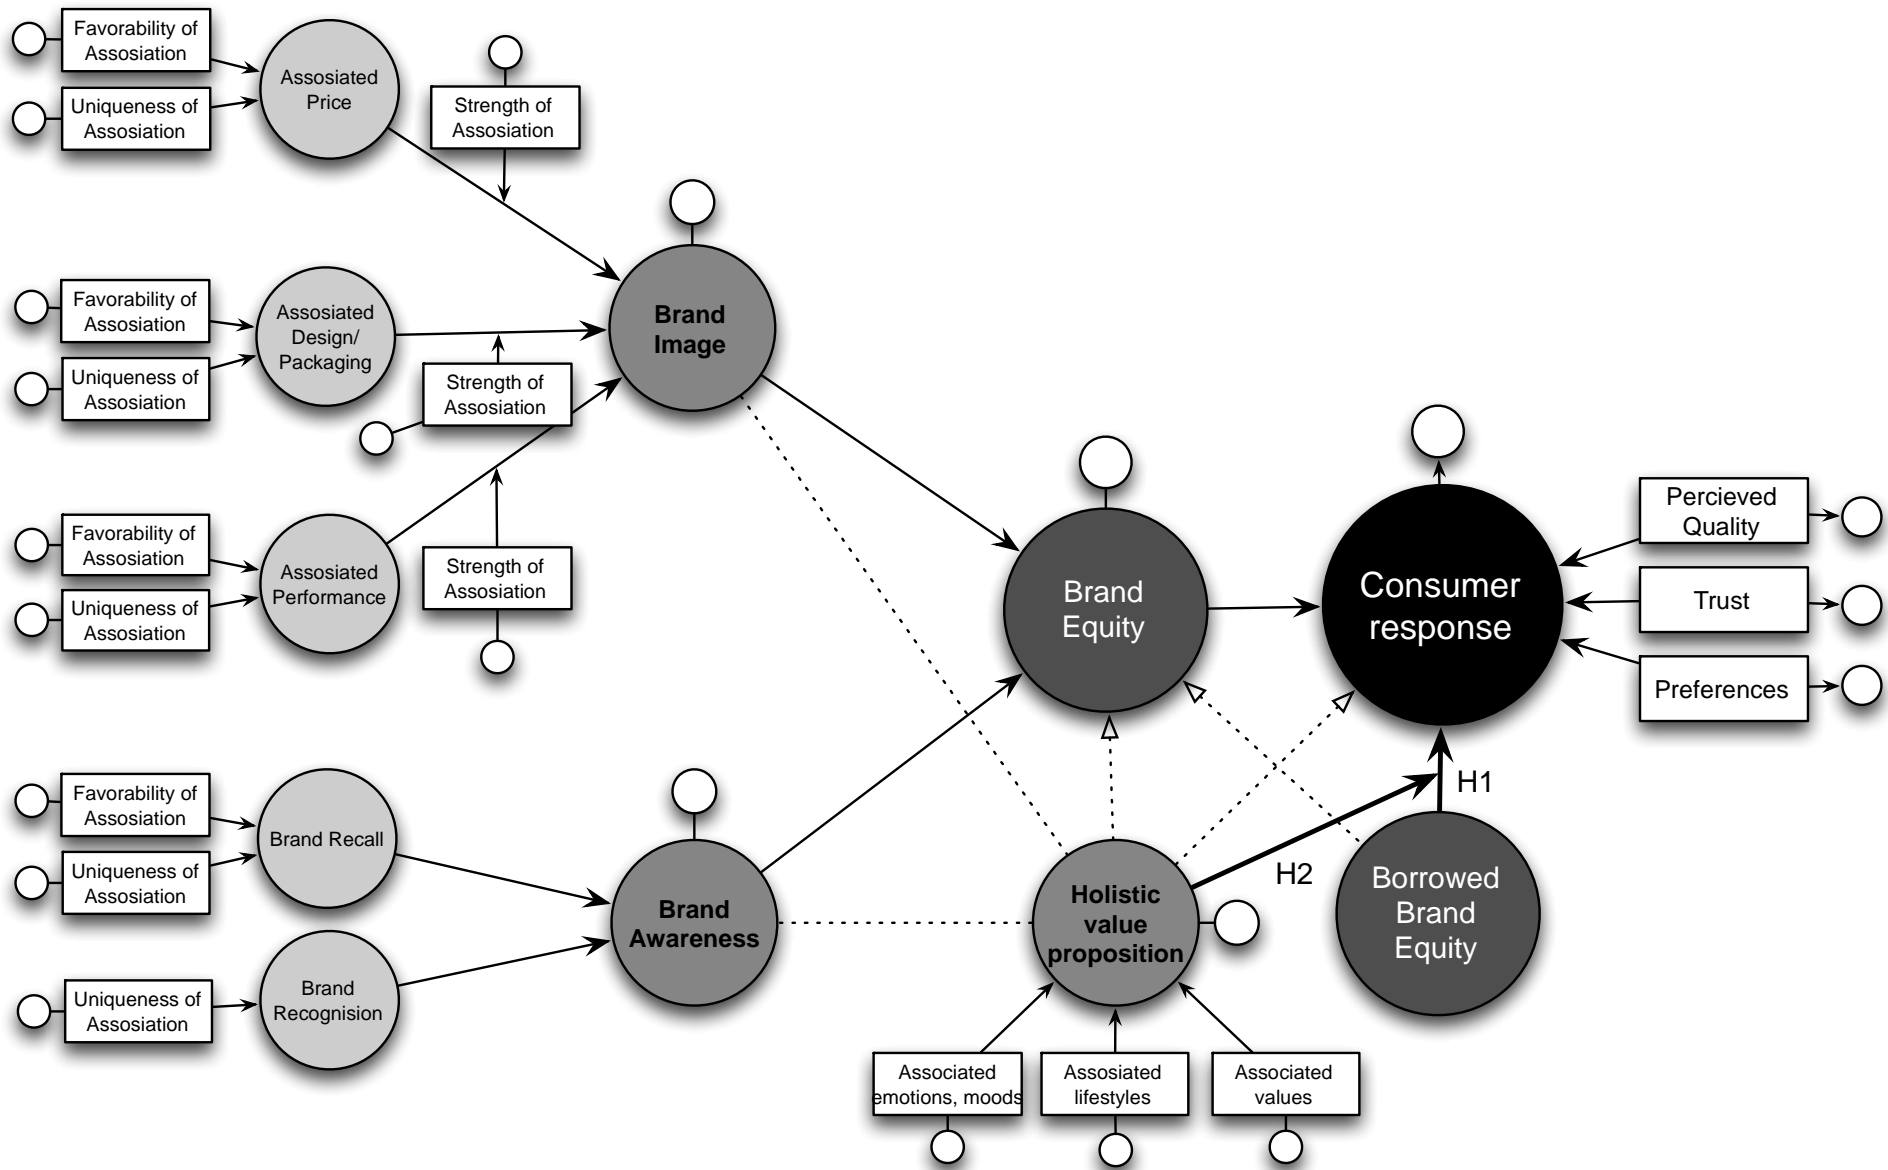 Favorability of
Assosiation
Uniqueness of
Assosiation
Assosiated
Price
Strength of
Assosiation
Favorability of
Assosiation
Uniqueness of
Assosiation
Assosiated
Design/
Packaging
Strength of
Assosiation
Brand
Image
Favorability of
Assosiation
Uniqueness of
Assosiation
Assosiated
Performance
Strength of
Assosiation
Brand
Equity
Consumer
response
Percieved
Quality
Trust
Preferences
Favorability of
Assosiation
Uniqueness of
Assosiation
Brand Recall
Uniqueness of
Assosiation
Brand
Recognision
Brand
Awareness
Holistic
value
proposition
H1
H2
Borrowed
Brand
Equity
Associated
emotions, moods
Assosiated
lifestyles
Associated
values